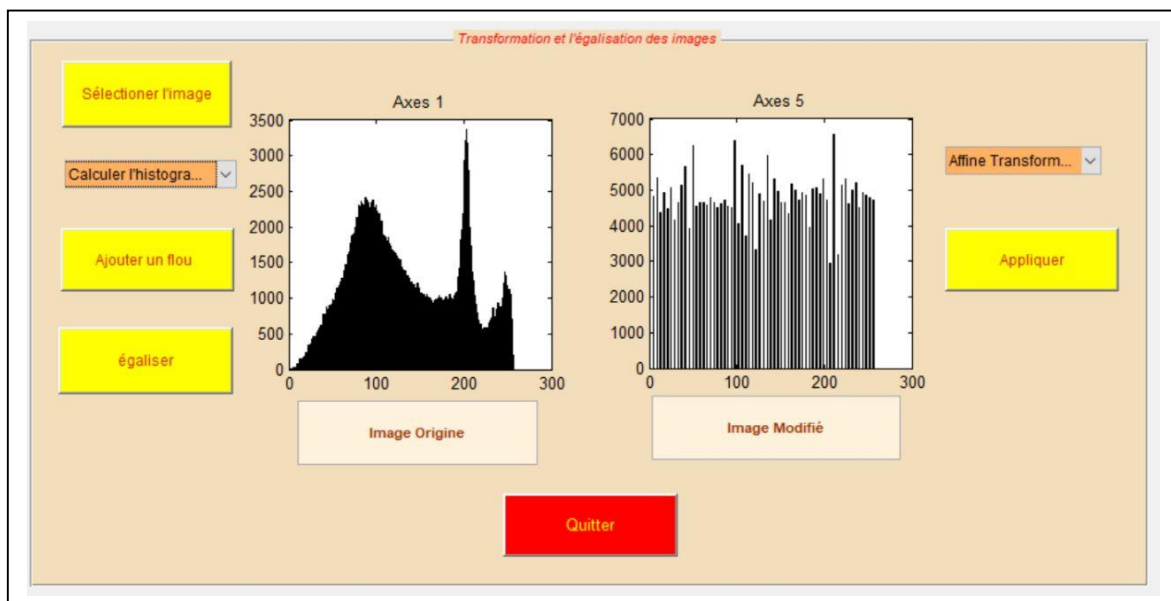 Transformation et l'égalisation des images
Sélectioner l'image
Calculer l'histogra...
Ajouter un flou
égaliser
Axes 1
3500
3000
2500
2000
1500
1000
500
0
0 100 200 300
Image Origine
Axes 5
7000
6000
5000
4000
3000
2000
1000
0
0 100 200 300
Image Modifié
Affine Transform...
Appliquer
Quitter